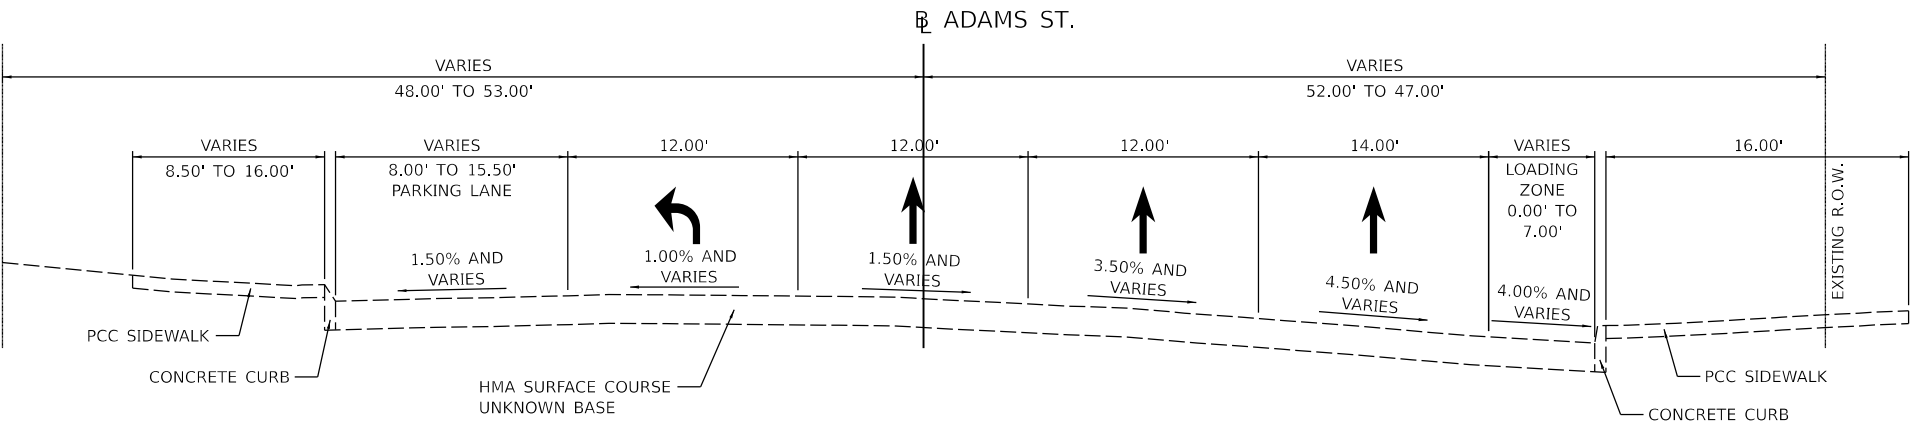 BL ADAMS ST.
VARIES
48.00' TO 53.00'
VARIES
52.00' TO 47.00'
VARIES
8.50' TO 16.00'
VARIES
8.00' TO 15.50'
PARKING LANE
12.00'
12.00'
12.00'
14.00'
VARIES
LOADING
ZONE
0.00' TO
7.00'
16.00'
EXISTING R.O.W.
1.50% AND
VARIES
1.00% AND
VARIES
1.50% AND
VARIES
3.50% AND
VARIES
4.50% AND
VARIES
4.00% AND
VARIES
PCC SIDEWALK
CONCRETE CURB
HMA SURFACE COURSE
UNKNOWN BASE
PCC SIDEWALK
CONCRETE CURB